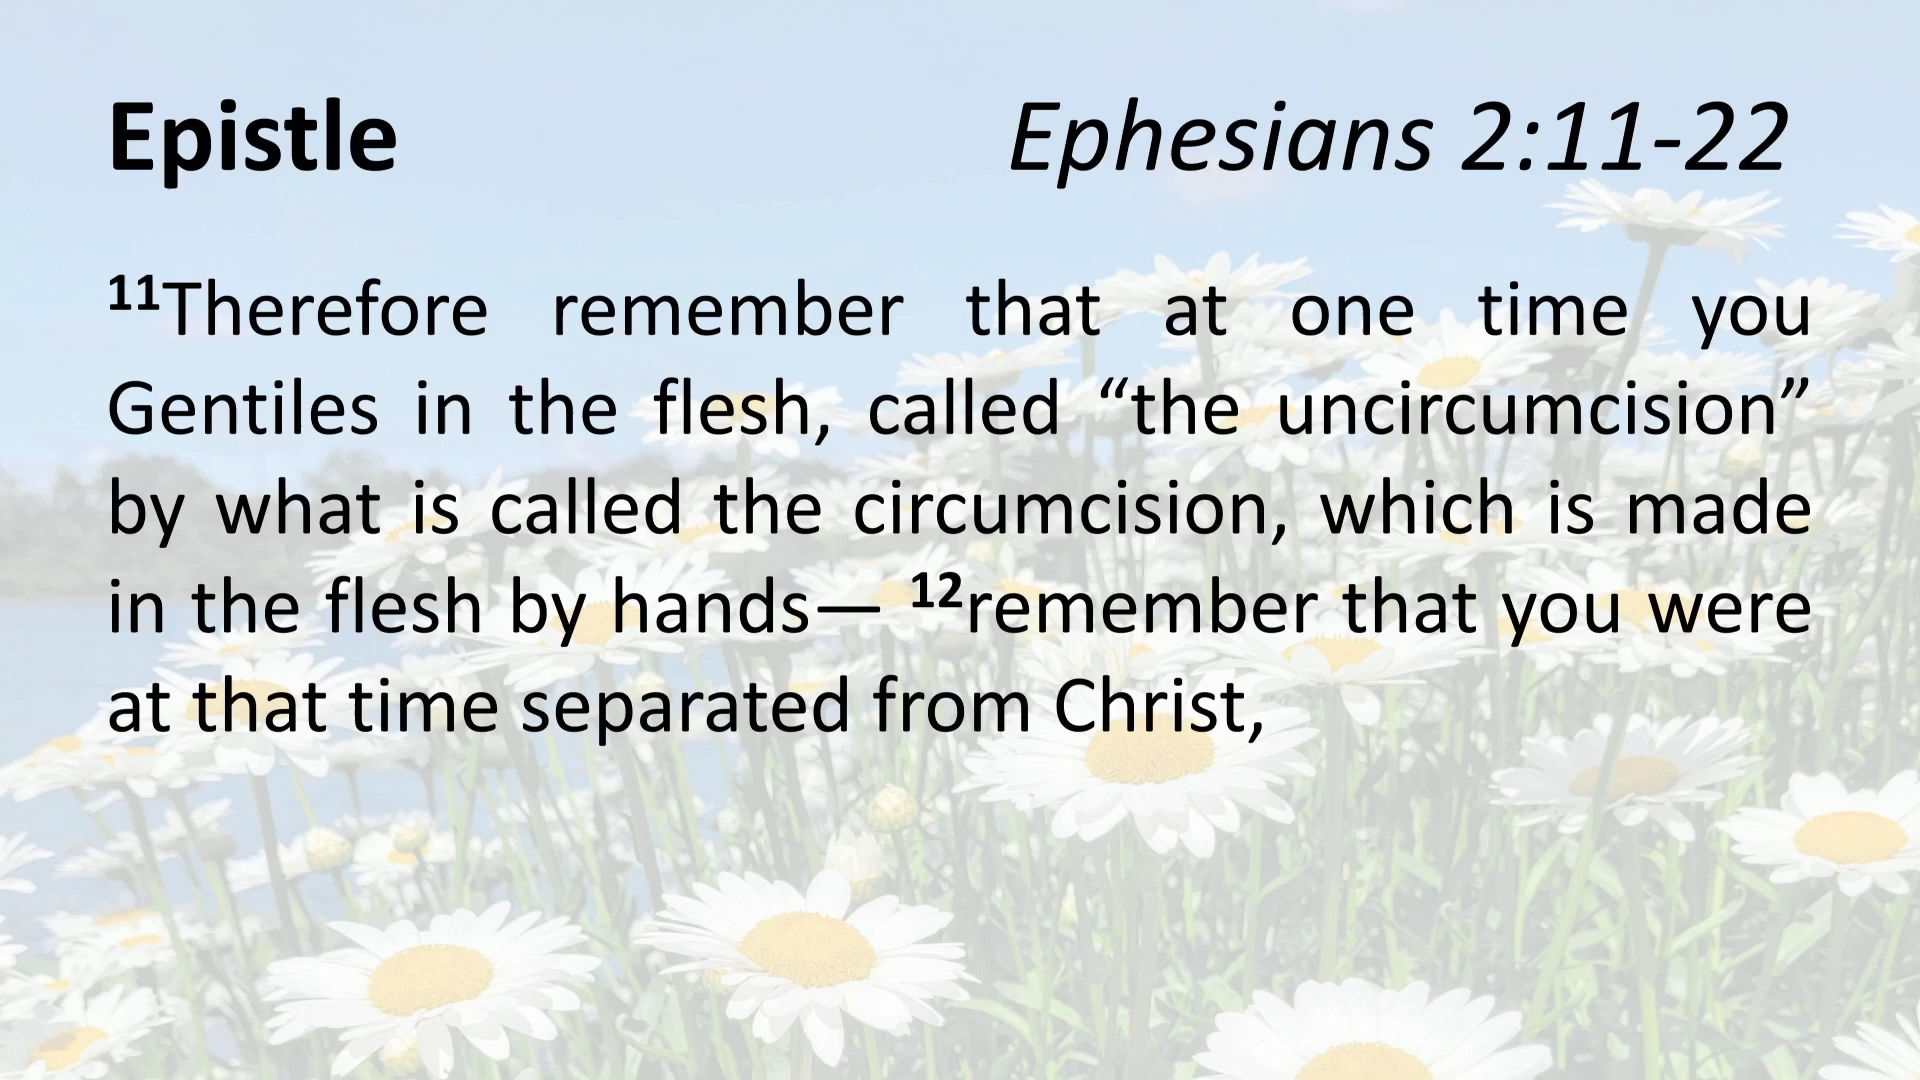 Epistle Ephesians 2:11-22
¹¹Therefore remember that at one time you
Gentiles in the flesh, called “the uncircumcision”
by what is called the circumcision, which is made
in the flesh by hands— ¹²remember that you were
at that time separated from Christ,